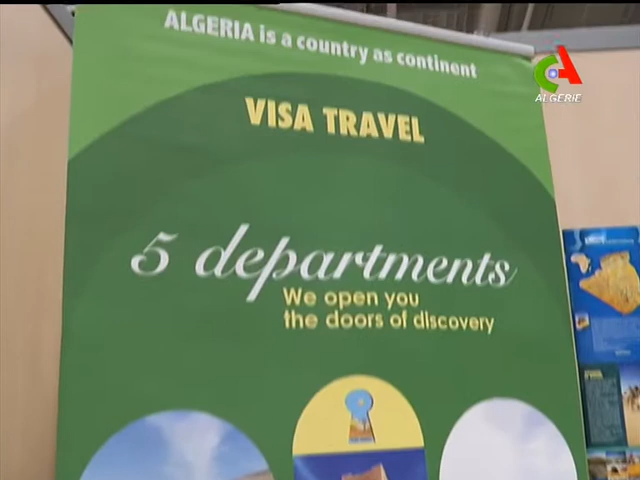 ALGERIA is a country as continent
VISA TRAVEL
5 departments
We open you
the doors of discovery
ALGERIE